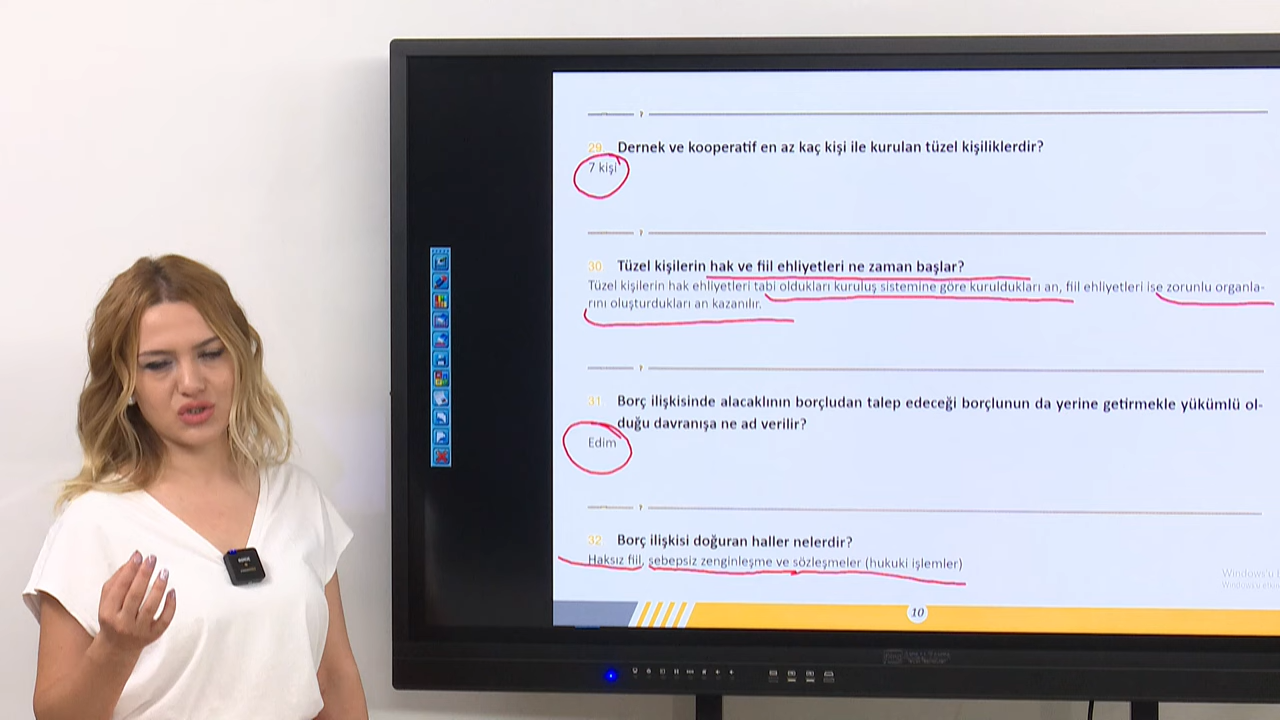 29 Dernek ve kooperatif en az kaç kişi ile kurulan tüzel kişiliklerdir?
7 kişi
30 Tüzel kişilerin hak ve fiil ehliyetleri ne zaman başlar?
Tüzel kişilerin hak ehliyetleri tabi oldukları kuruluş sistemine göre kuruldukları an, fiil ehliyetleri ise zorunlu organla-
rını oluşturdukları an kazanılır.
31 Borç ilişkisinde alacaklının borçludan talep edeceği borçlunun da yerine getirmekle yükümlü ol-
duğu davranışa ne ad verilir?
Edim
32 Borç ilişkisi doğuran haller nelerdir?
Haksız fiil, sebepsiz zenginleşme ve sözleşmeler (hukuki işlemler)
Windows'u
10